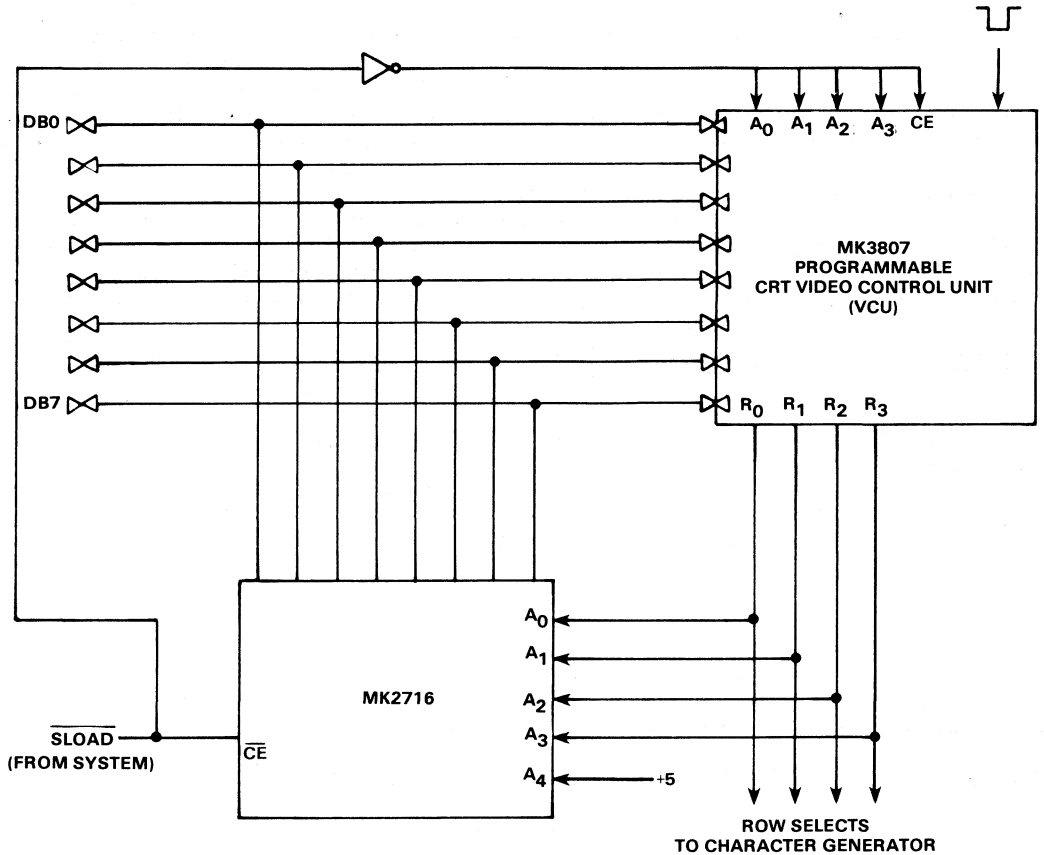 A0 A1 A2 A3 CE
DB0
MK3807
PROGRAMMABLE
CRT VIDEO CONTROL UNIT
(VCU)
DB7
R0 R1 R2 R3
A0
A1
MK2716
A2
SLOAD
(FROM SYSTEM)
CE
A3
A4
+5
ROW SELECTS
TO CHARACTER GENERATOR